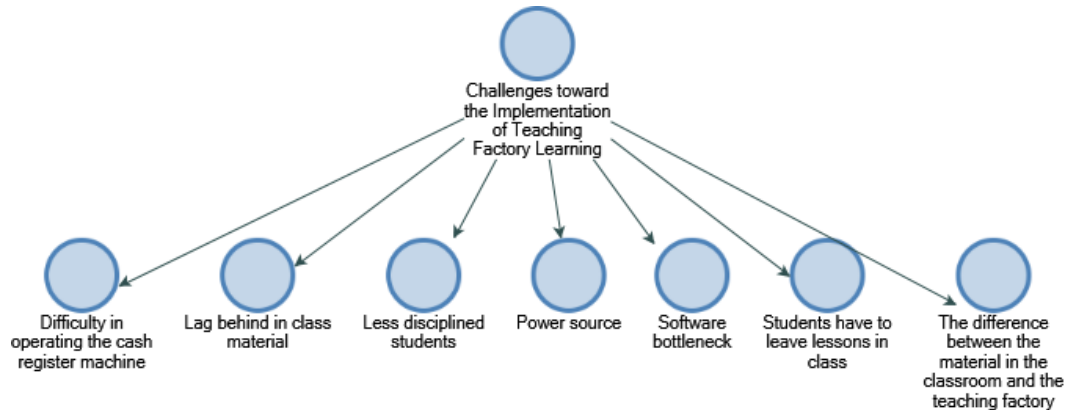 Challenges toward
the Implementation
of Teaching
Factory Learning
Difficulty in
operating the cash
register machine
Lag behind in class
material
Less disciplined
students
Power source
Software
bottleneck
Students have to
leave lessons in
class
The difference
between the
material in the
classroom and the
teaching factory